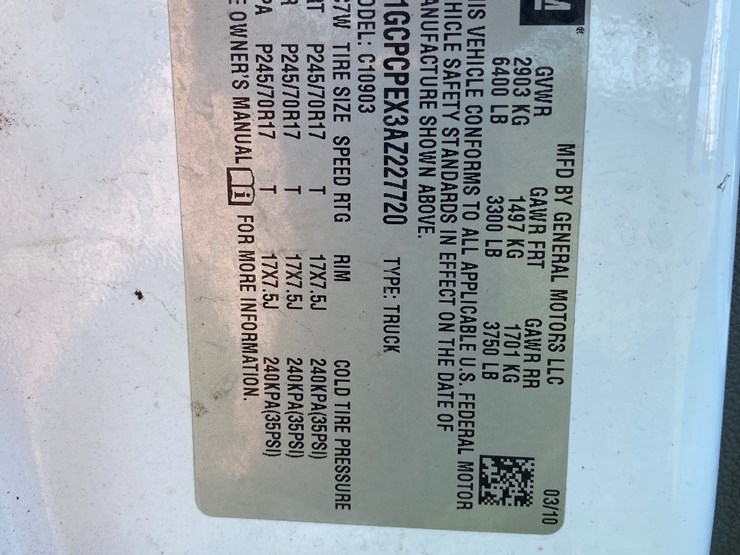 GM
MFD BY GENERAL MOTORS LLC 03/10
GVWR GAWR FRT GAWR RR
2903 KG 1497 KG 1701 KG
6400 LB 3300 LB 3750 LB
IS VEHICLE CONFORMS TO ALL APPLICABLE U.S. FEDERAL MOTOR
HICLE SAFETY STANDARDS IN EFFECT ON THE DATE OF
ANUFACTURE SHOWN ABOVE.
1GCPCPEX3AZ227720 TYPE: TRUCK
ODEL: C10903
7W TIRE SIZE SPEED RTG RIM COLD TIRE PRESSURE
T P245/70R17 T 17X7.5J 240KPA(35PSI)
R P245/70R17 T 17X7.5J 240KPA(35PSI)
PA P245/70R17 T 17X7.5J 240KPA(35PSI)
E OWNER'S MANUAL i FOR MORE INFORMATION.